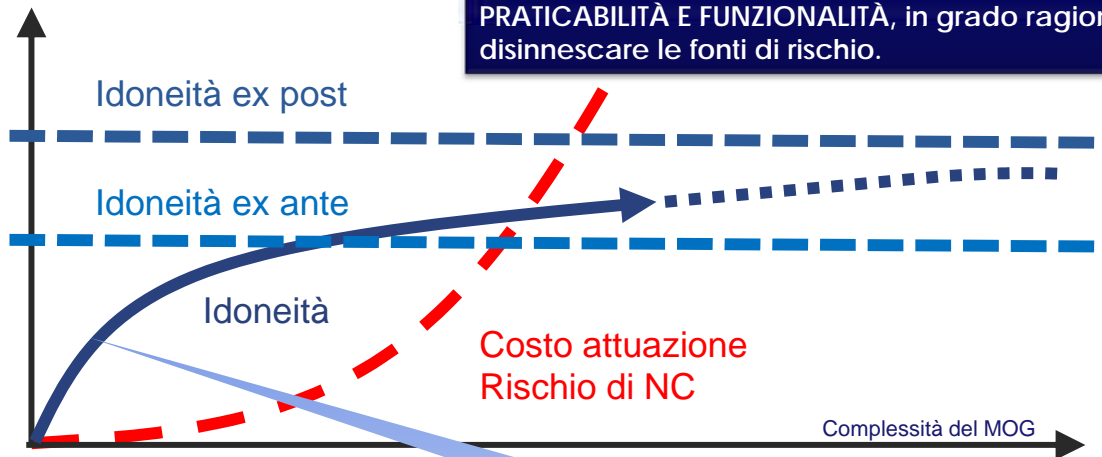 PRATICABILITÀ E FUNZIONALITÀ, in grado
disinnescare le fonti di rischio.
Idoneità ex post
Idoneità ex ante
Idoneità
Costo attuazione
Rischio di NC
Complessità del MOG